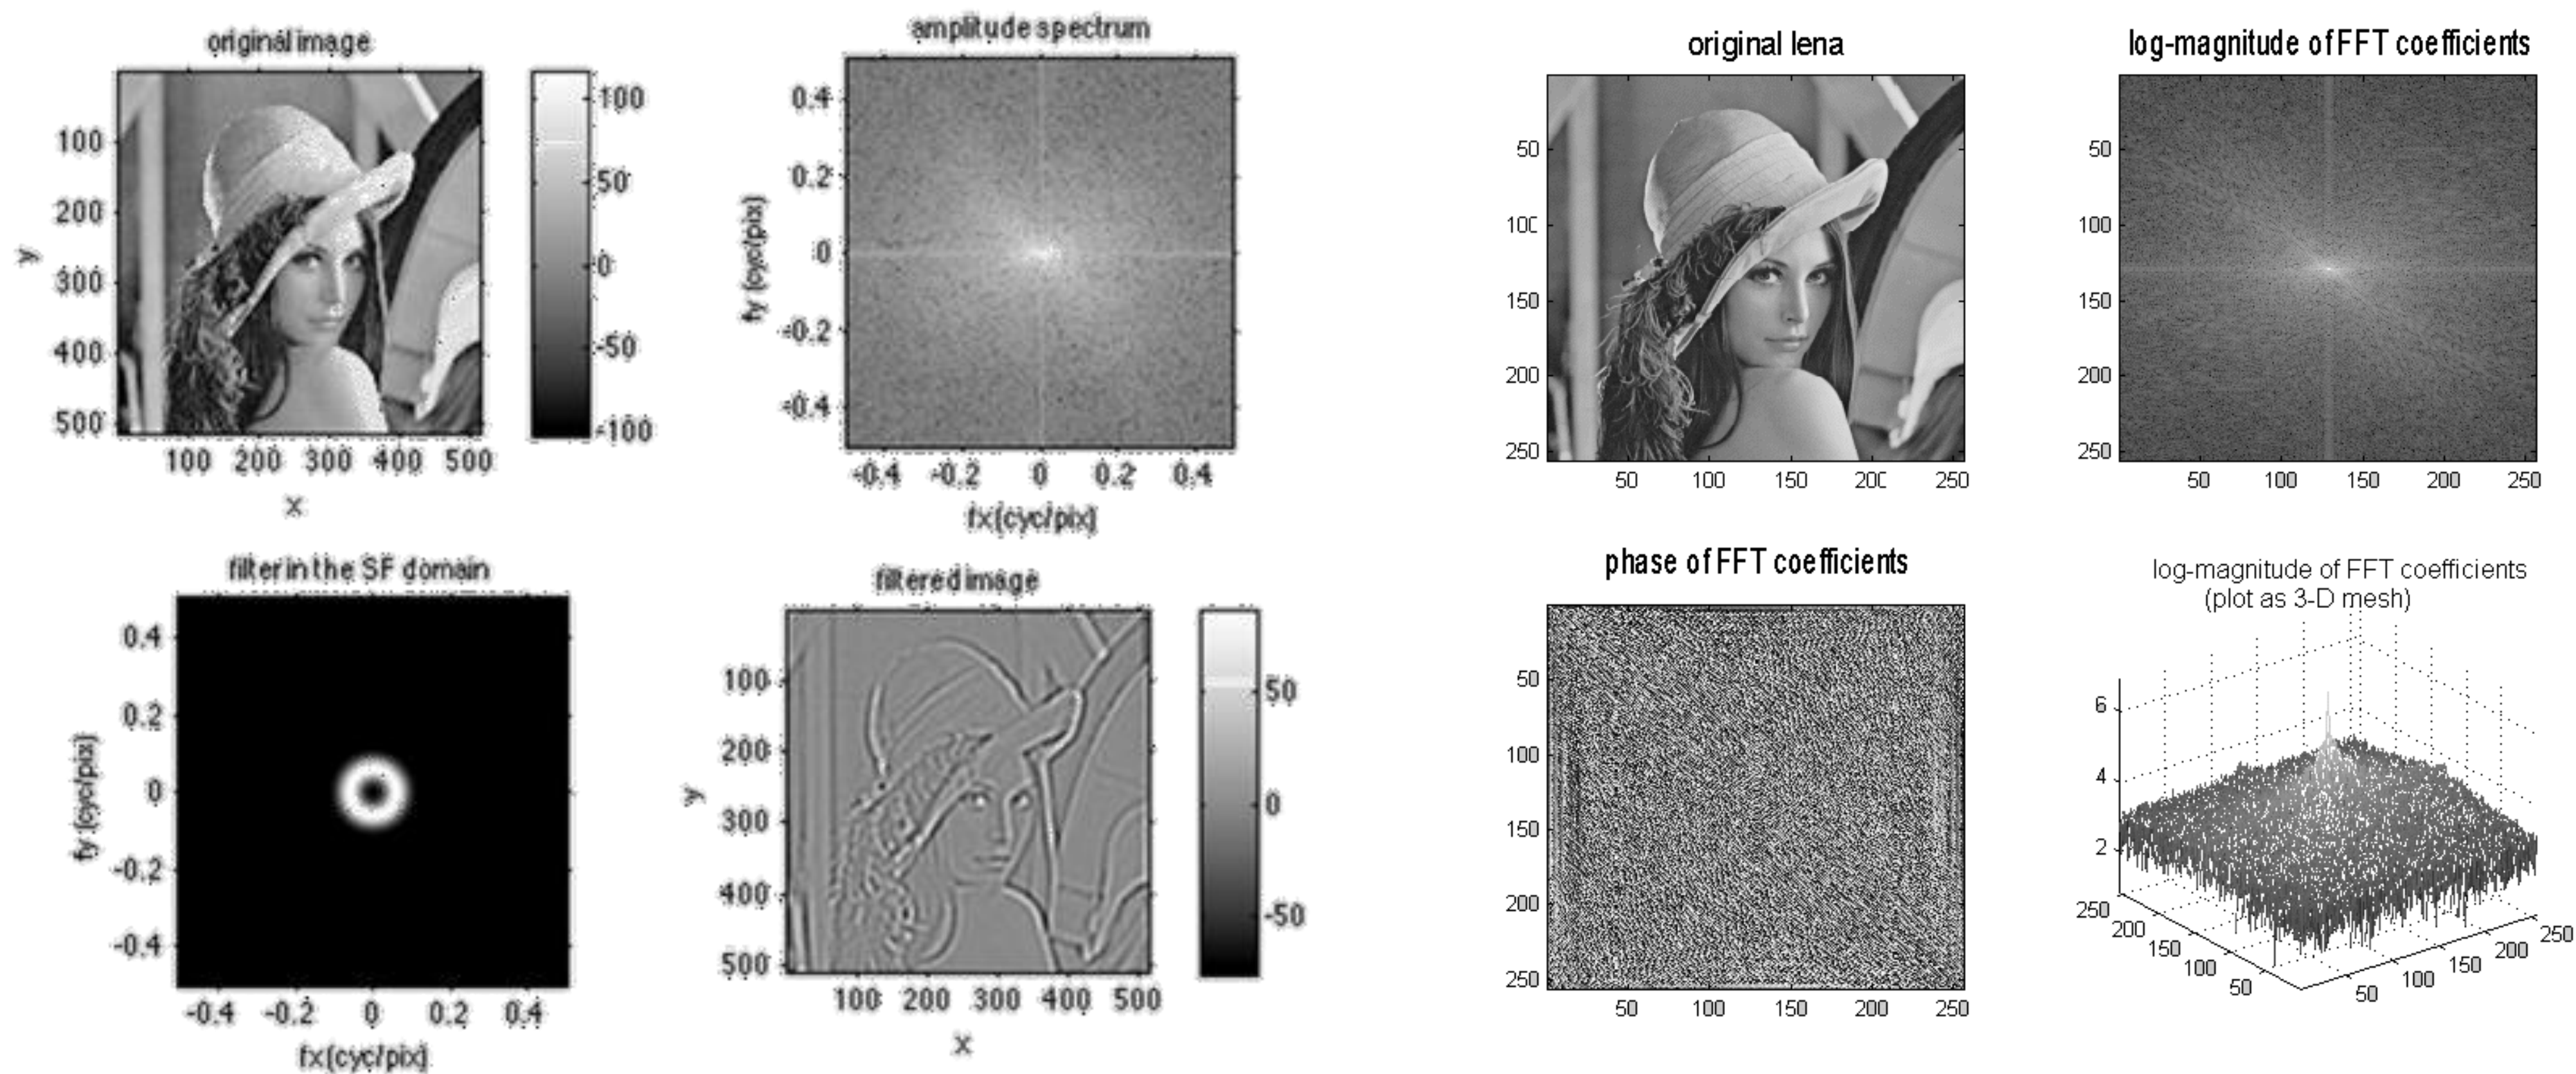 original image
100
50
0
-50
-100
100
200
300
400
500
y
100 200 300 400 500
x
amplitude spectrum
0.4
0.2
0
-0.2
-0.4
fy (cyc/pix)
-0.4 -0.2 0 0.2 0.4
fx(cyc/pix)
original lena
50
100
150
200
250
50 100 150 200 250
log-magnitude of FFT coefficients
50
100
150
200
250
50 100 150 200 250
filter in the SF domain
0.4
0.2
0
-0.2
-0.4
fy (cyc/pix)
-0.4 -0.2 0 0.2 0.4
fx(cyc/pix)
filtered image
100
200
300
400
500
y
100 200 300 400 500
x
50
0
-50
phase of FFT coefficients
50
100
150
200
250
50 100 150 200 250
log-magnitude of FFT coefficients
(plot as 3-D mesh)
6
4
2
250
200
150
100
50
50
100
150
200
250